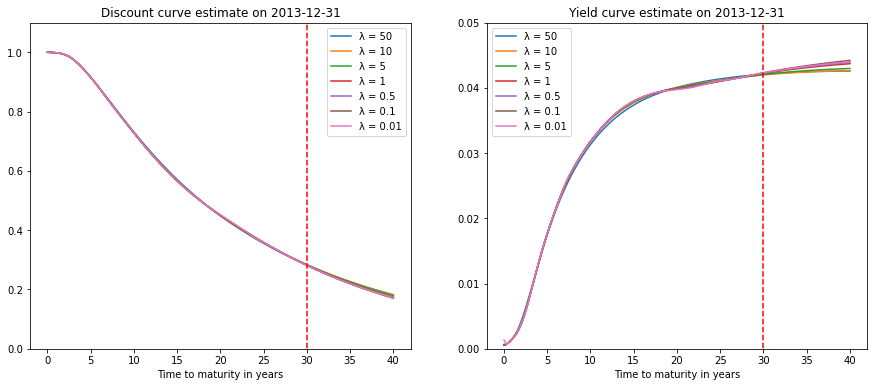 Discount curve estimate on 2013-12-31
1.0
0.8
0.6
0.4
0.2
0.0
0
5
10
15
20
25
30
35
40
Time to maturity in years
λ = 50
λ = 10
λ = 5
λ = 1
λ = 0.5
λ = 0.1
λ = 0.01
Yield curve estimate on 2013-12-31
0.05
0.04
0.03
0.02
0.01
0.00
0
5
10
15
20
25
30
35
40
Time to maturity in years
λ = 50
λ = 10
λ = 5
λ = 1
λ = 0.5
λ = 0.1
λ = 0.01